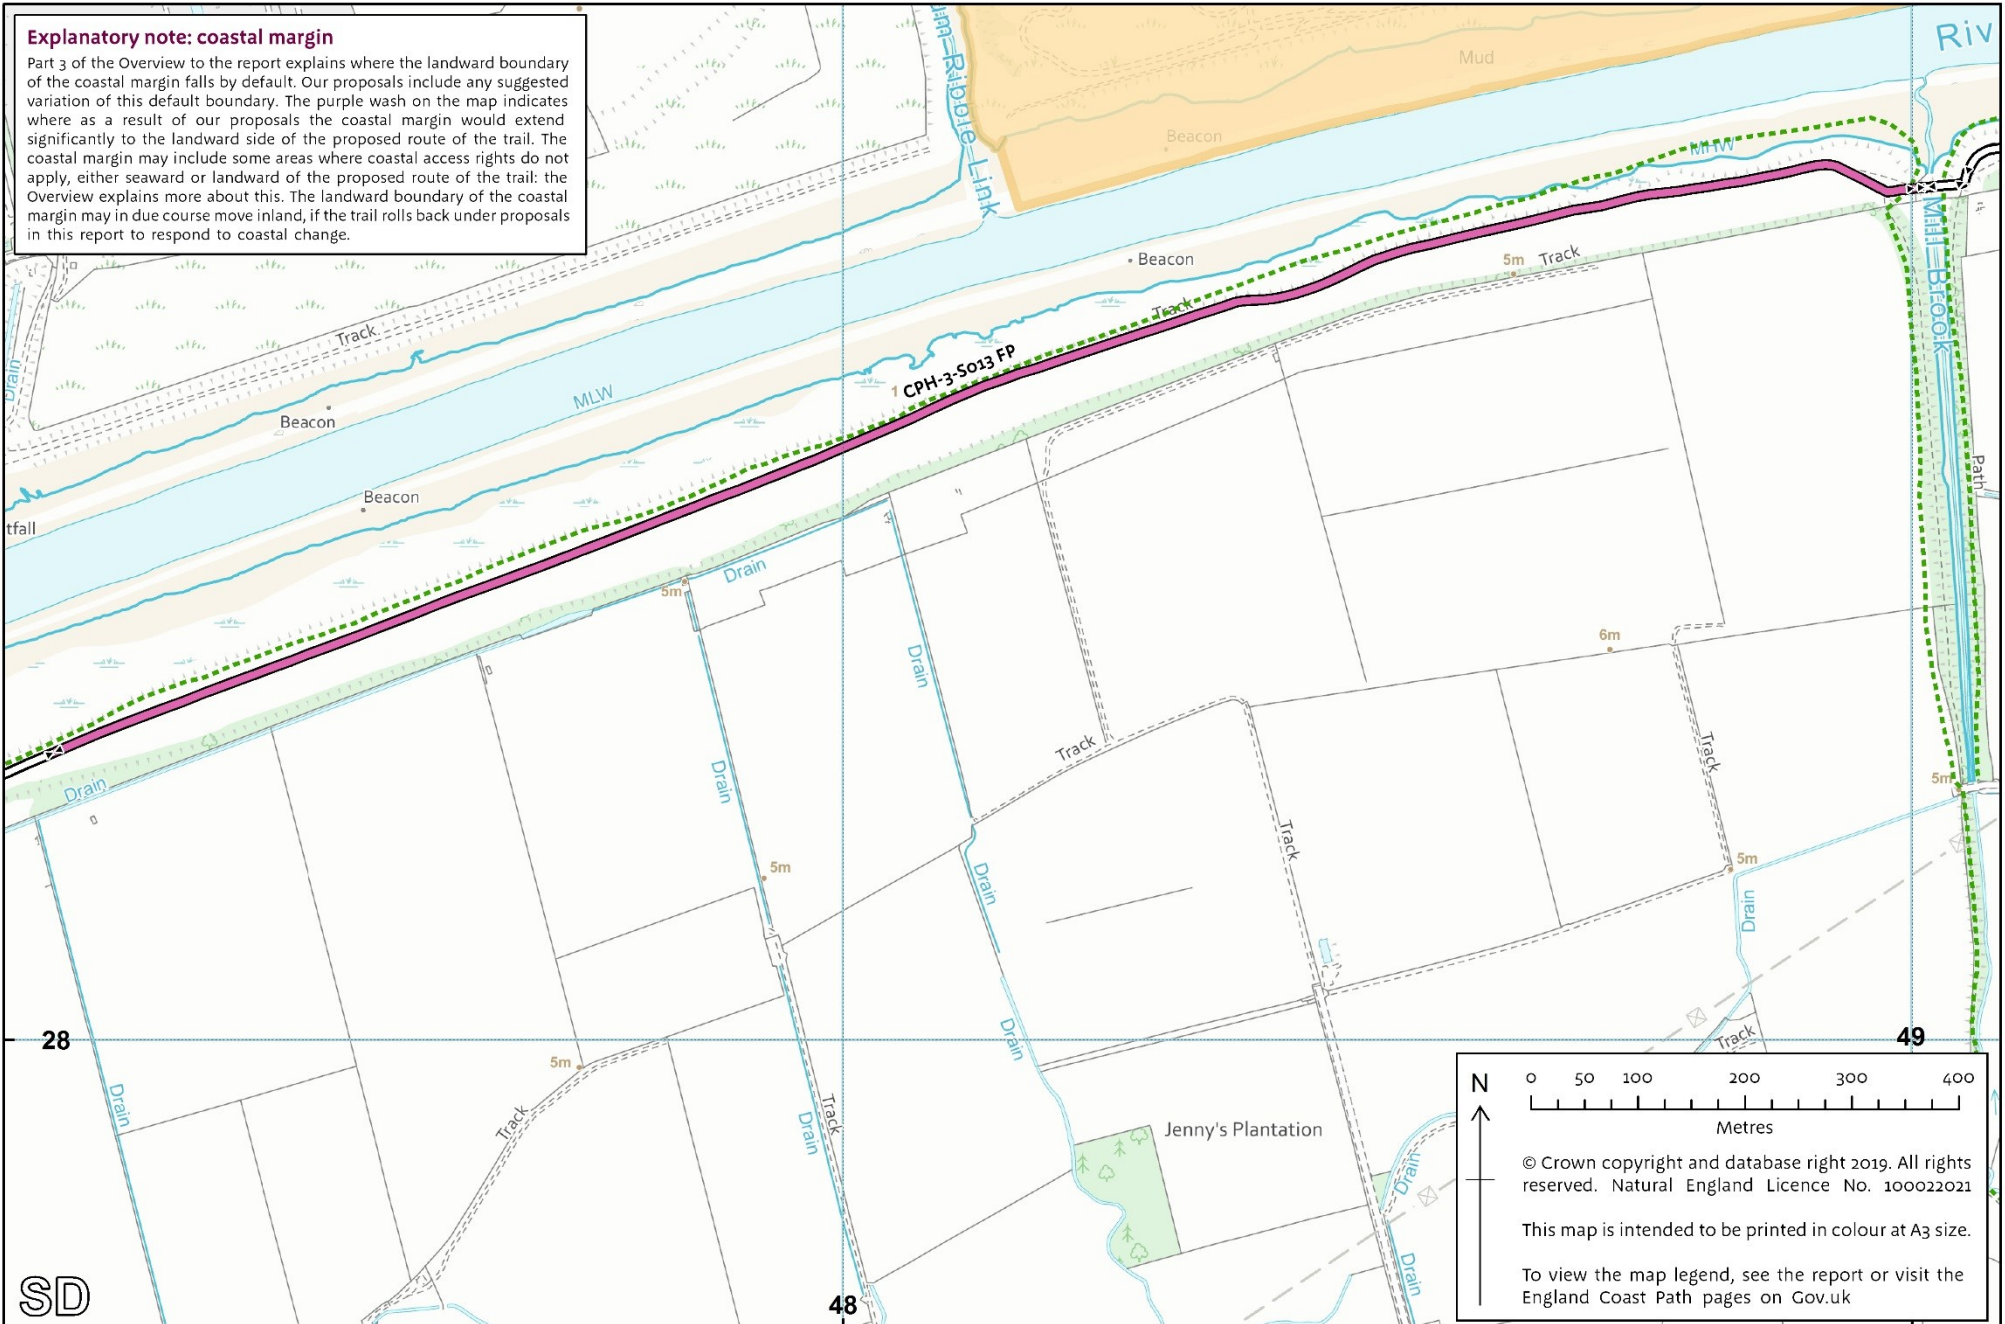 Explanatory note: coastal margin
Part 3 of the Overview to the report explains where the landward boundary
of the coastal margin falls by default. Our proposals include any suggested
variation of this default boundary. The purple wash on the map indicates
where as a result of our proposals the coastal margin would extend
significantly to the landward side of the proposed route of the trail. The
coastal margin may include some areas where coastal access rights do not
apply, either seaward or landward of the proposed route of the trail: the
Overview explains more about this. The landward boundary of the coastal
margin may in due course move inland, if the trail rolls back under proposals
in this report to respond to coastal change.
um Ribble Link
Riv
Mud
Beacon
MHW
Mill Brook
Beacon
5m
Track
Track
Track
Drain
MLW
1
CPH-3-S013 FP
Beacon
Beacon
Path
tfall
Drain
5m
6m
Drain
Track
Track
Drain
Drain
5m
Track
5m
5m
Drain
Drain
Drain
28
49
Track
5m
Drain
Track
Track
Drain
Jenny's Plantation
Drain
Drain
SD
48
N
0 50 100 200 300 400
Metres
© Crown copyright and database right 2019. All rights
reserved. Natural England Licence No. 100022021
This map is intended to be printed in colour at A3 size.
To view the map legend, see the report or visit the
England Coast Path pages on Gov.uk